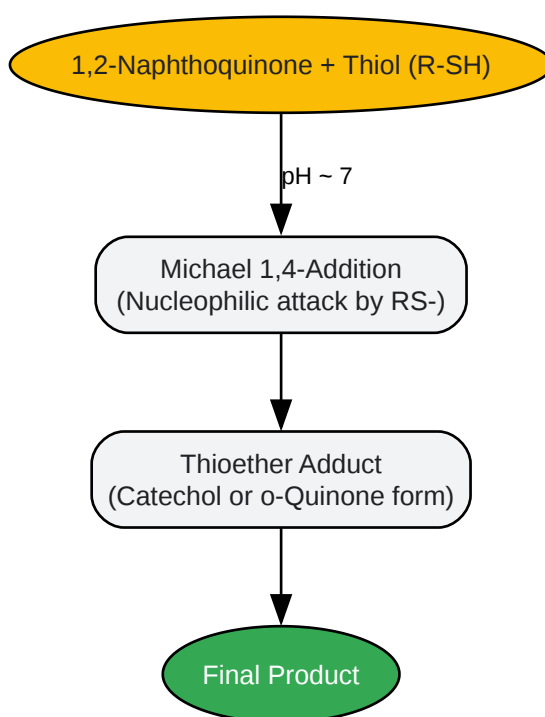 1,2-Naphthoquinone + Thiol (R-SH)
pH ~ 7
Michael 1,4-Addition
(Nucleophilic attack by RS-)
Thioether Adduct
(Catechol or o-Quinone form)
Final Product